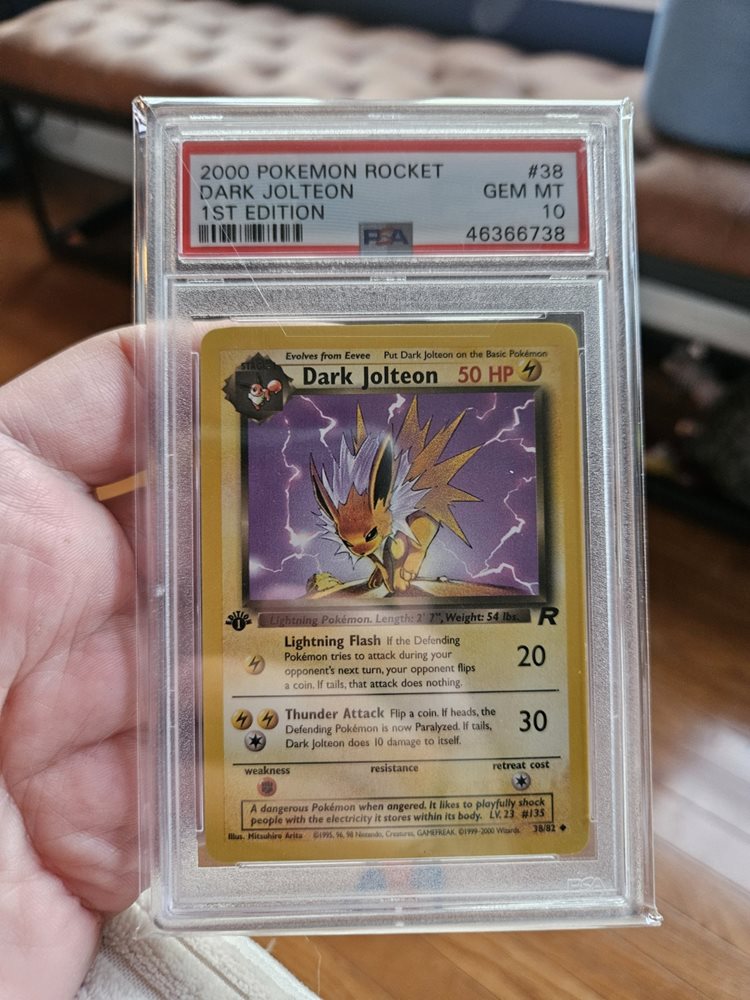 2000 POKEMON ROCKET #38
DARK JOLTEON GEM MT
1ST EDITION 10
PSA 46366738
Evolves from Eevee Put Dark Jolteon on the Basic Pokémon
STAGE 1
Dark Jolteon 50 HP
EDITION
1
Lightning Pokémon. Length: 2' 7", Weight: 54 lbs.
R
Lightning Flash If the Defending
Pokémon tries to attack during your
opponent's next turn, your opponent flips
a coin. If tails, that attack does nothing.
20
Thunder Attack Flip a coin. If heads, the
Defending Pokémon is now Paralyzed. If tails,
Dark Jolteon does 10 damage to itself.
30
weakness resistance retreat cost
A dangerous Pokémon when angered. It likes to playfully shock
people with the electricity it stores within its body. LV. 23 #135
Illus. Mitsuhiro Arita ©1995, 96, 98 Nintendo, Creatures, GAMEFREAK. ©1999-2000 Wizards. 38/82
PSA